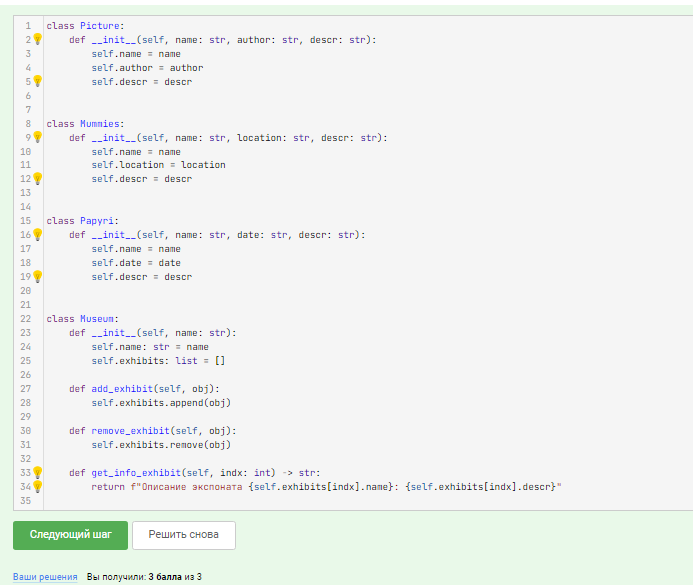 1 class Picture:
2 def __init__(self, name: str, author: str, descr: str):
3 self.name = name
4 self.author = author
5 self.descr = descr
6
7
8 class Mummies:
9 def __init__(self, name: str, location: str, descr: str):
10 self.name = name
11 self.location = location
12 self.descr = descr
13
14
15 class Papyri:
16 def __init__(self, name: str, date: str, descr: str):
17 self.name = name
18 self.date = date
19 self.descr = descr
20
21
22 class Museum:
23 def __init__(self, name: str):
24 self.name: str = name
25 self.exhibits: list = []
26
27 def add_exhibit(self, obj):
28 self.exhibits.append(obj)
29
30 def remove_exhibit(self, obj):
31 self.exhibits.remove(obj)
32
33 def get_info_exhibit(self, indx: int) -> str:
34 return f"Описание экспоната {self.exhibits[indx].name}: {self.exhibits[indx].descr}"
35
Следующий шаг Решить снова
Ваши решения Вы получили: 3 балла из 3